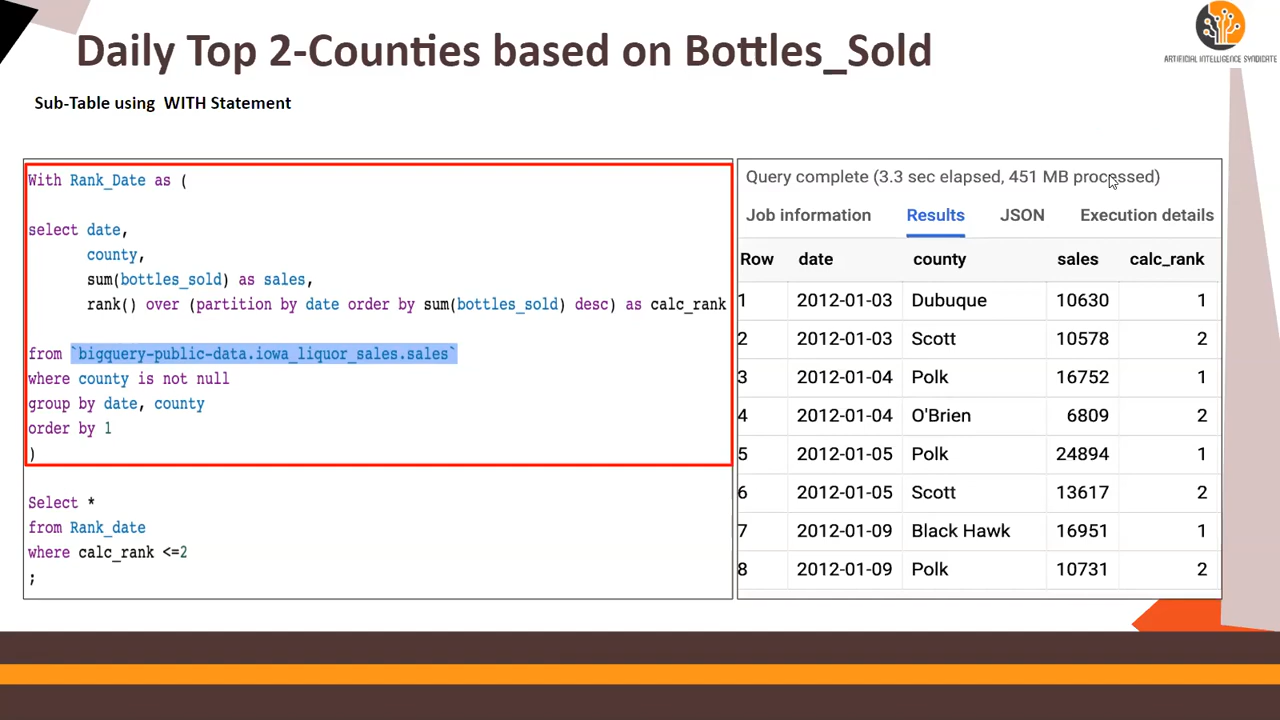 Daily Top 2-Counties based on Bottles_Sold
ARTIFICIAL INTELLIGENCE SYNDICATE
Sub-Table using WITH Statement
With Rank_Date as (
select date,
county,
sum(bottles_sold) as sales,
rank() over (partition by date order by sum(bottles_sold) desc) as calc_rank
from `bigquery-public-data.iowa_liquor_sales.sales`
where county is not null
group by date, county
order by 1
)
Select *
from Rank_date
where calc_rank <=2
;
Query complete (3.3 sec elapsed, 451 MB processed)
Job information Results JSON Execution details
Row date county sales calc_rank
1 2012-01-03 Dubuque 10630 1
2 2012-01-03 Scott 10578 2
3 2012-01-04 Polk 16752 1
4 2012-01-04 O'Brien 6809 2
5 2012-01-05 Polk 24894 1
6 2012-01-05 Scott 13617 2
7 2012-01-09 Black Hawk 16951 1
8 2012-01-09 Polk 10731 2